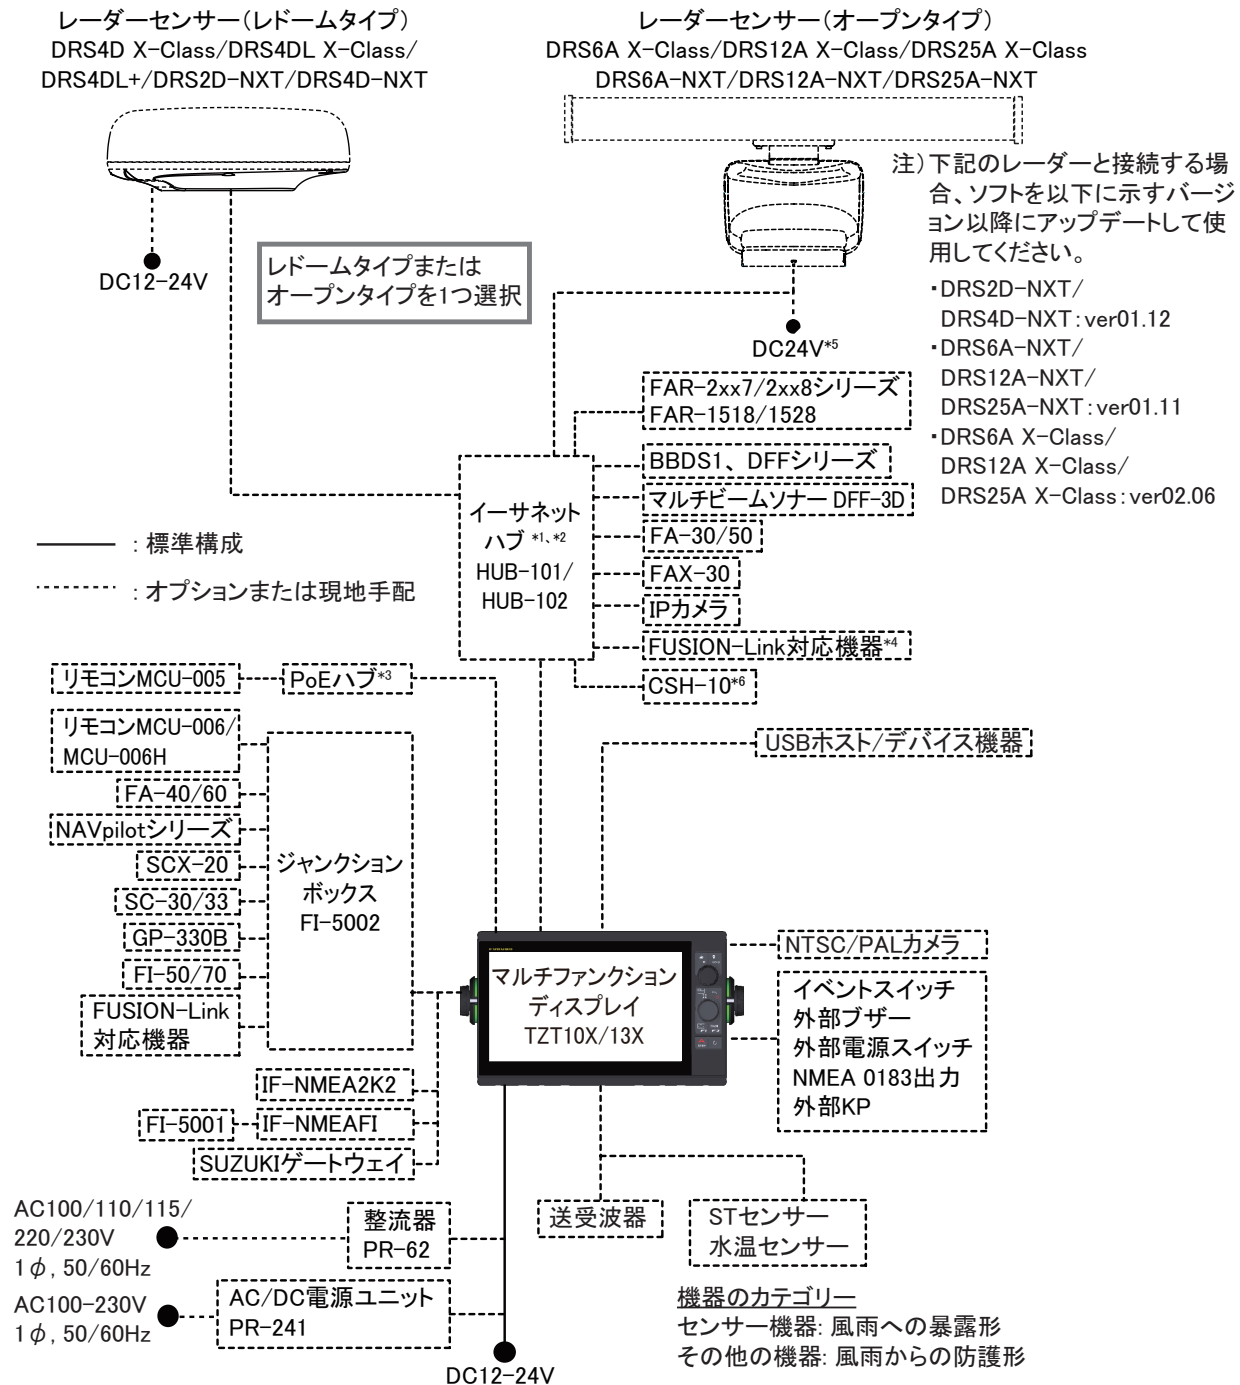 レーダーセンサー（レドームタイプ）
DRS4D X-Class/DRS4DL X-Class/
DRS4DL+/DRS2D-NXT/DRS4D-NXT
レーダーセンサー（オープンタイプ）
DRS6A X-Class/DRS12A X-Class/DRS25A X-Class
DRS6A-NXT/DRS12A-NXT/DRS25A-NXT
注）下記のレーダーと接続する場
合、ソフトを以下に示すバージ
ョン以降にアップデートして使
用してください。
・DRS2D-NXT/
DRS4D-NXT：ver01.12
・DRS6A-NXT/
DRS12A-NXT/
DRS25A-NXT：ver01.11
・DRS6A X-Class/
DRS12A X-Class/
DRS25A X-Class：ver02.06
DC12-24V
レドームタイプまたは
オープンタイプを1つ選択
DC24V*5
FAR-2xx7/2xx8シリーズ
FAR-1518/1528
BBDS1、DFFシリーズ
マルチビームソナー DFF-3D
FA-30/50
FAX-30
IPカメラ
FUSION-Link対応機器*4
CSH-10*6
イーサネット
ハブ *1、*2
HUB-101/
HUB-102
：標準構成
：オプションまたは現地手配
リモコンMCU-005
PoEハブ*3
リモコンMCU-006/
MCU-006H
FA-40/60
NAVpilotシリーズ
SCX-20
SC-30/33
GP-330B
FI-50/70
FUSION-Link
対応機器
ジャンクション
ボックス
FI-5002
USBホスト/デバイス機器
マルチファンクション
ディスプレイ
TZT10X/13X
NTSC/PALカメラ
イベントスイッチ
外部ブザー
外部電源スイッチ
NMEA 0183出力
外部KP
IF-NMEA2K2
FI-5001
IF-NMEAFI
SUZUKIゲートウェイ
送受波器
STセンサー
水温センサー
AC100/110/115/
220/230V
1φ, 50/60Hz
整流器
PR-62
AC100-230V
1φ, 50/60Hz
AC/DC電源ユニット
PR-241
DC12-24V
機器のカテゴリー
センサー機器: 風雨への暴露形
その他の機器: 風雨からの防護形